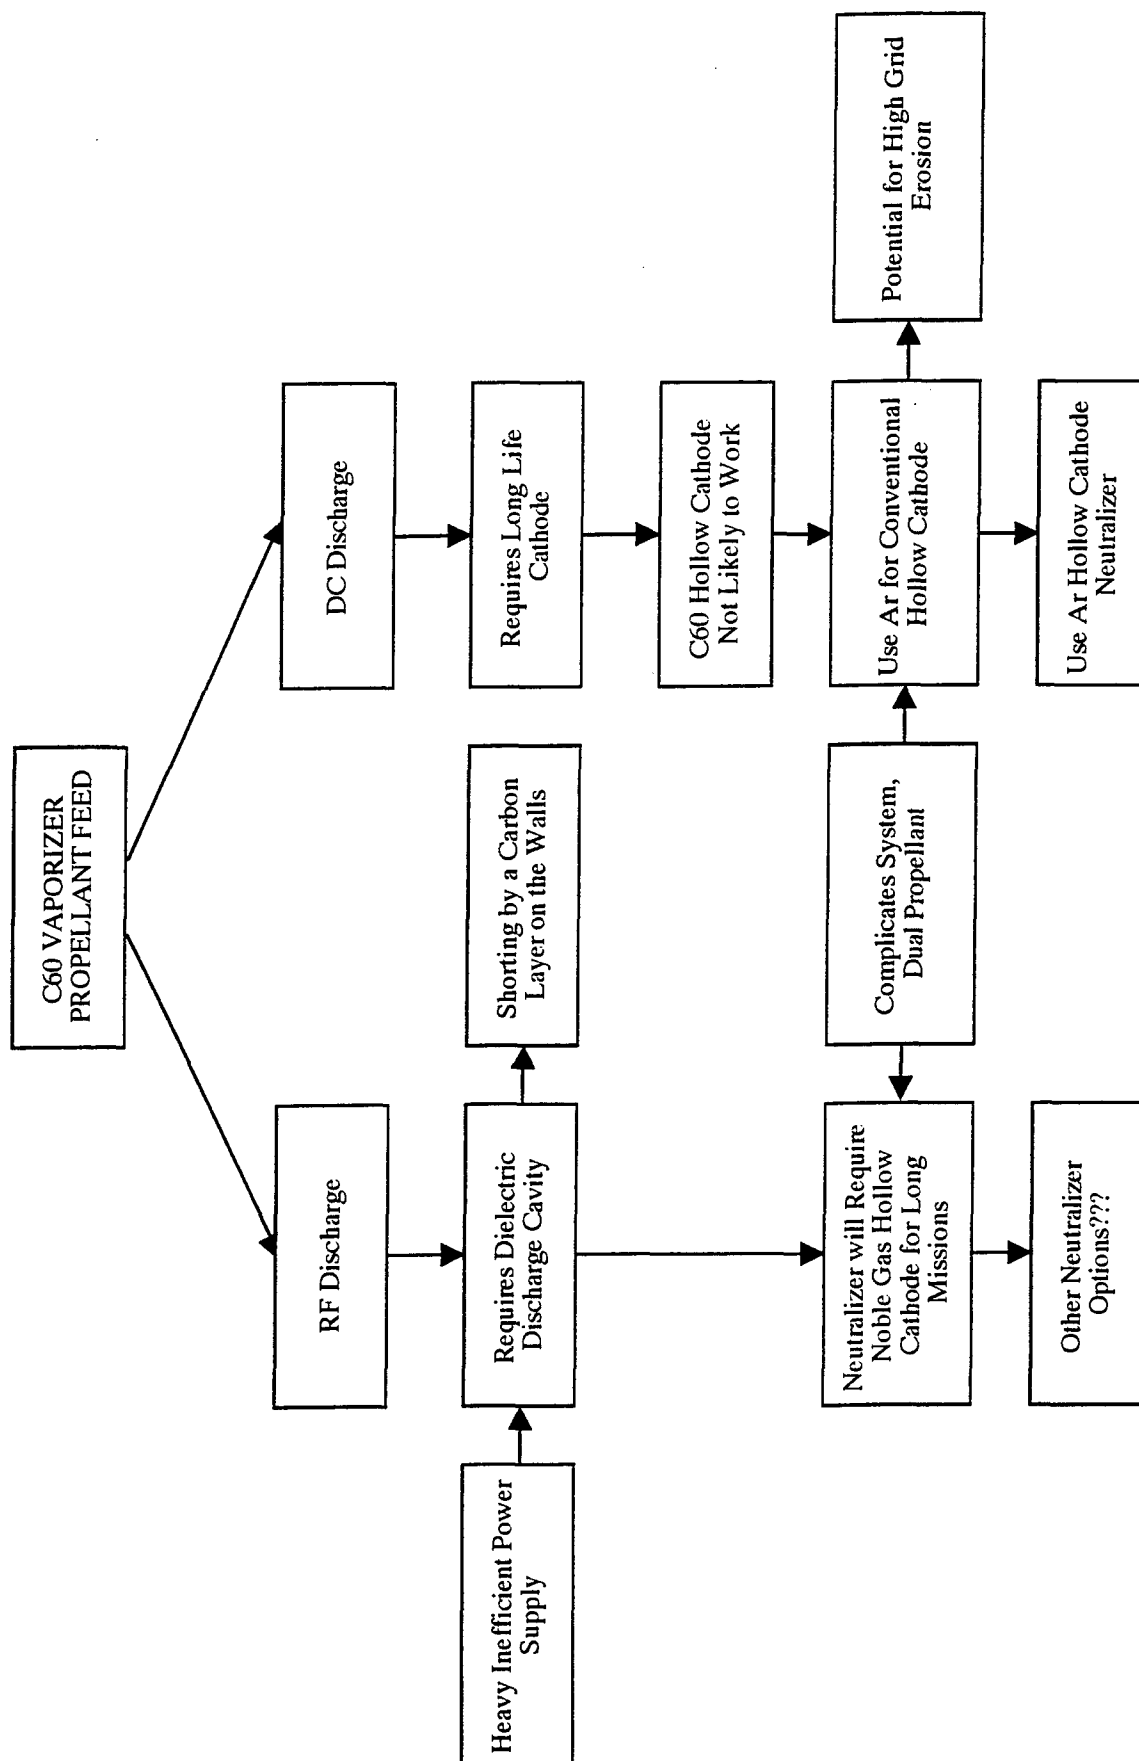 C60 VAPORIZER
PROPELLANT FEED
RF Discharge
DC Discharge
Heavy Inefficient Power
Supply
Requires Dielectric
Discharge Cavity
Shorting by a Carbon
Layer on the Walls
Requires Long Life
Cathode
C60 Hollow Cathode
Not Likely to Work
Neutralizer will Require
Noble Gas Hollow
Cathode for Long
Missions
Complicates System,
Dual Propellant
Use Ar for Conventional
Hollow Cathode
Potential for High Grid
Erosion
Other Neutralizer
Options???
Use Ar Hollow Cathode
Neutralizer